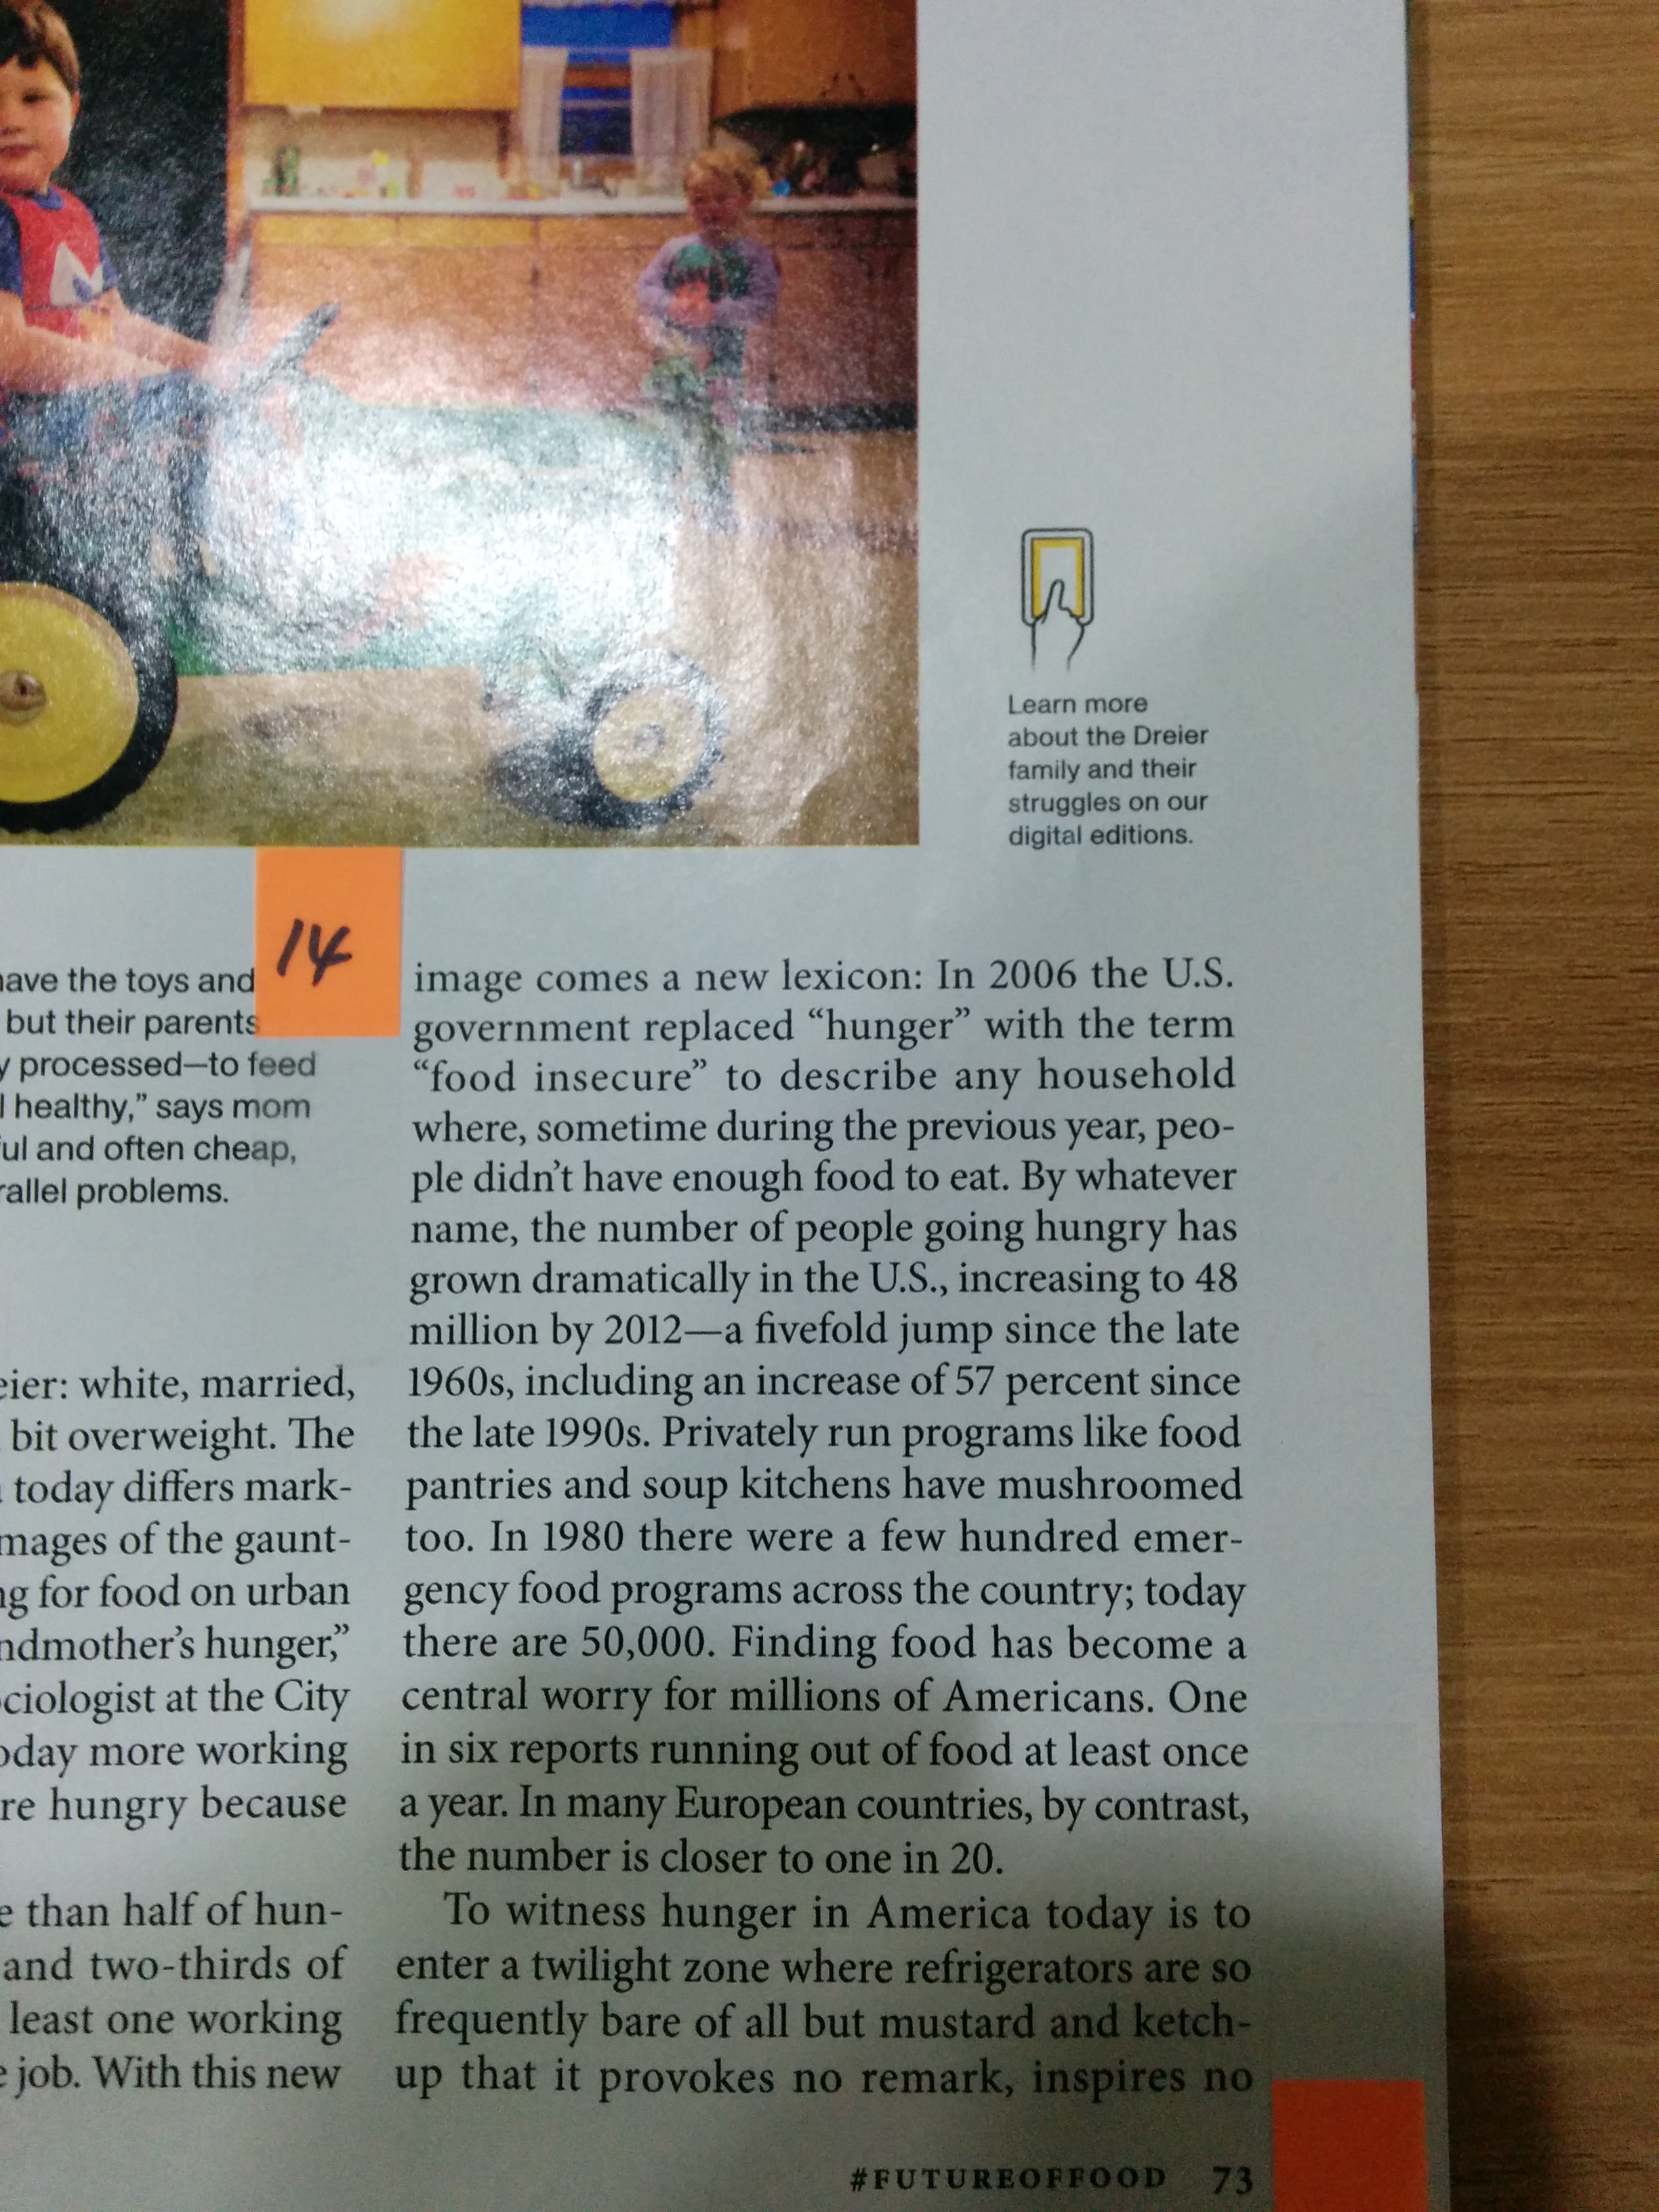 Learn more
about the Dreier
family and their
struggles on our
digital editions.
14
have the toys and
but their parents
processed—to feed
healthy,” says mom
and often cheap,
problems.
white, married,
bit overweight. The
today differs mark-
of the gaunt-
for food on urban
hunger,”
at the City
more working
hungry because
than half of hun-
and two-thirds of
least one working
job. With this new
image comes a new lexicon: In 2006 the U.S.
government replaced “hunger” with the term
“food insecure” to describe any household
where, sometime during the previous year, peo-
ple didn’t have enough food to eat. By whatever
name, the number of people going hungry has
grown dramatically in the U.S., increasing to 48
million by 2012—a fivefold jump since the late
1960s, including an increase of 57 percent since
the late 1990s. Privately run programs like food
pantries and soup kitchens have mushroomed
too. In 1980 there were a few hundred emer-
gency food programs across the country; today
there are 50,000. Finding food has become a
central worry for millions of Americans. One
in six reports running out of food at least once
a year. In many European countries, by contrast,
the number is closer to one in 20.
To witness hunger in America today is to
enter a twilight zone where refrigerators are so
frequently bare of all but mustard and ketch-
up that it provokes no remark, inspires no
#FUTUREOFFOOD 73